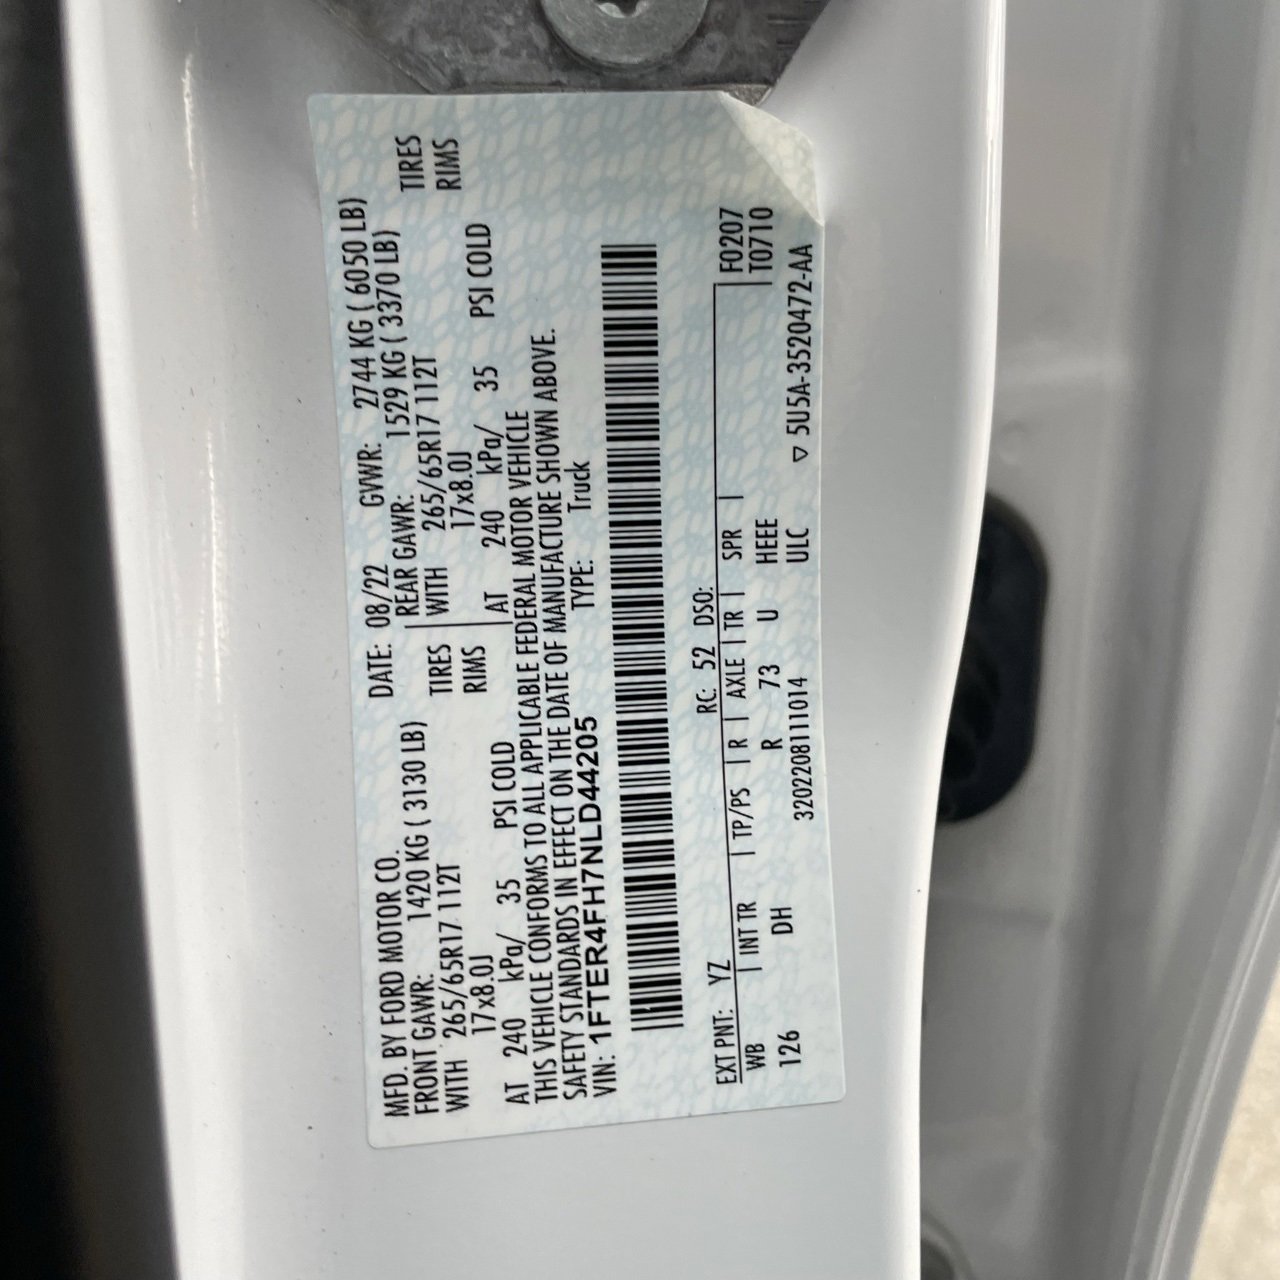 MFD. BY FORD MOTOR CO.
DATE: 08/22 GVWR: 2744 KG ( 6050 LB)
FRONT GAWR: 1420 KG ( 3130 LB) REAR GAWR: 1529 KG ( 3370 LB)
WITH 265/65R17 112T TIRES WITH 265/65R17 112T TIRES
17x8.0J RIMS 17x8.0J RIMS
AT 240 kPa/ 35 PSI COLD AT 240 kPa/ 35 PSI COLD
THIS VEHICLE CONFORMS TO ALL APPLICABLE FEDERAL MOTOR VEHICLE
SAFETY STANDARDS IN EFFECT ON THE DATE OF MANUFACTURE SHOWN ABOVE.
VIN: 1FTER4FH7NLD44205 TYPE: Truck
EXT PNT: YZ RC: 52 DSO: F0207
WB | INT TR | TP/PS | R | AXLE | TR | SPR | T0710
126 DH R 73 U HEEE
3202208111014 ULC ▽ 5U5A-3520472-AA